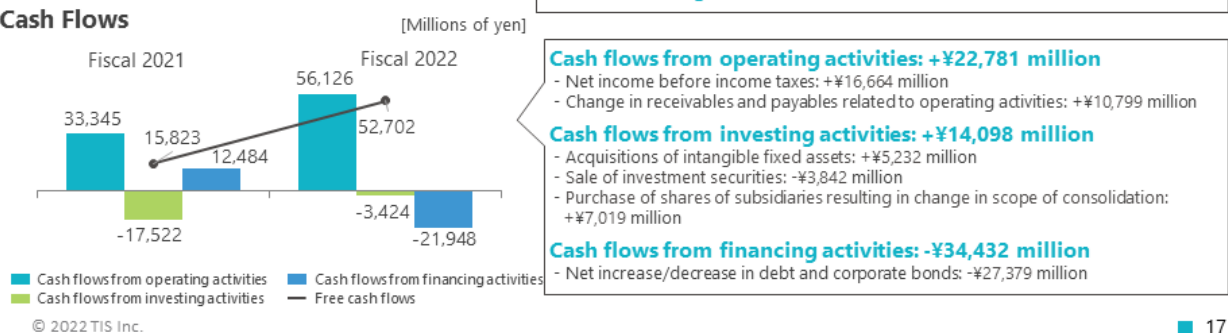 Cash Flows
[Millions of yen]
Fiscal 2021
Fiscal 2022
56,126
33,345
15,823
52,702
12,484
-3,424
-17,522
-21,948
Cash flows from operating activities
Cash flows from financing activities
Cash flows from investing activities
Free cash flows
Cash flows from operating activities: +¥22,781 million
- Net income before income taxes: +¥16,664 million
- Change in receivables and payables related to operating activities: +¥10,799 million
Cash flows from investing activities: +¥14,098 million
- Acquisitions of intangible fixed assets: +¥5,232 million
- Sale of investment securities: -¥3,842 million
- Purchase of shares of subsidiaries resulting in change in scope of consolidation:
+¥7,019 million
Cash flows from financing activities: -¥34,432 million
- Net increase/decrease in debt and corporate bonds: -¥27,379 million
© 2022 TIS Inc.
17